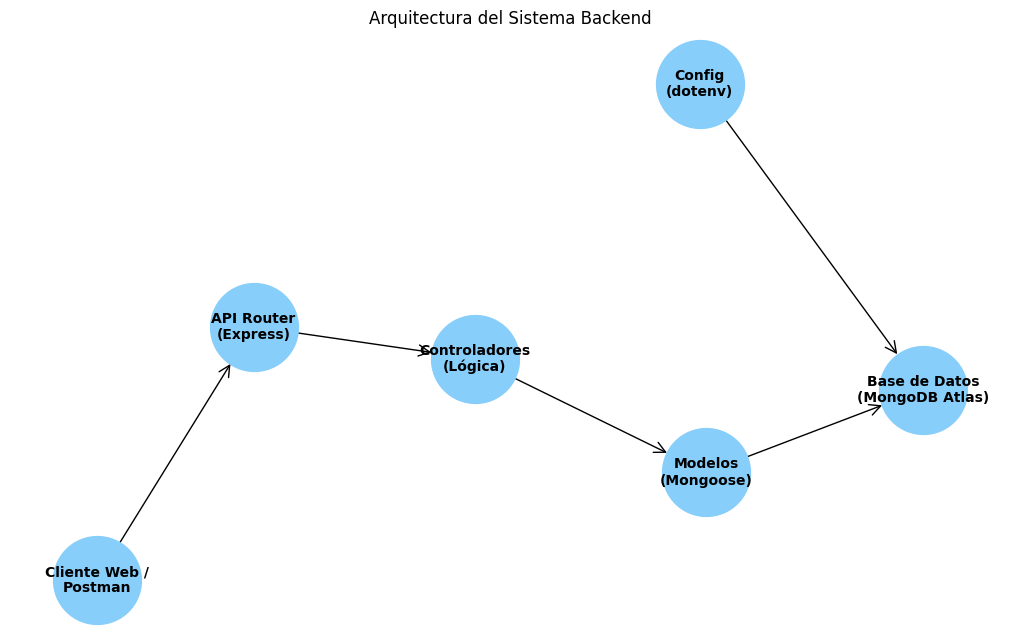 Arquitectura del Sistema Backend
Config
(dotenv)
API Router
(Express)
Controladores
(Lógica)
Base de Datos
(MongoDB Atlas)
Modelos
(Mongoose)
Cliente Web /
Postman